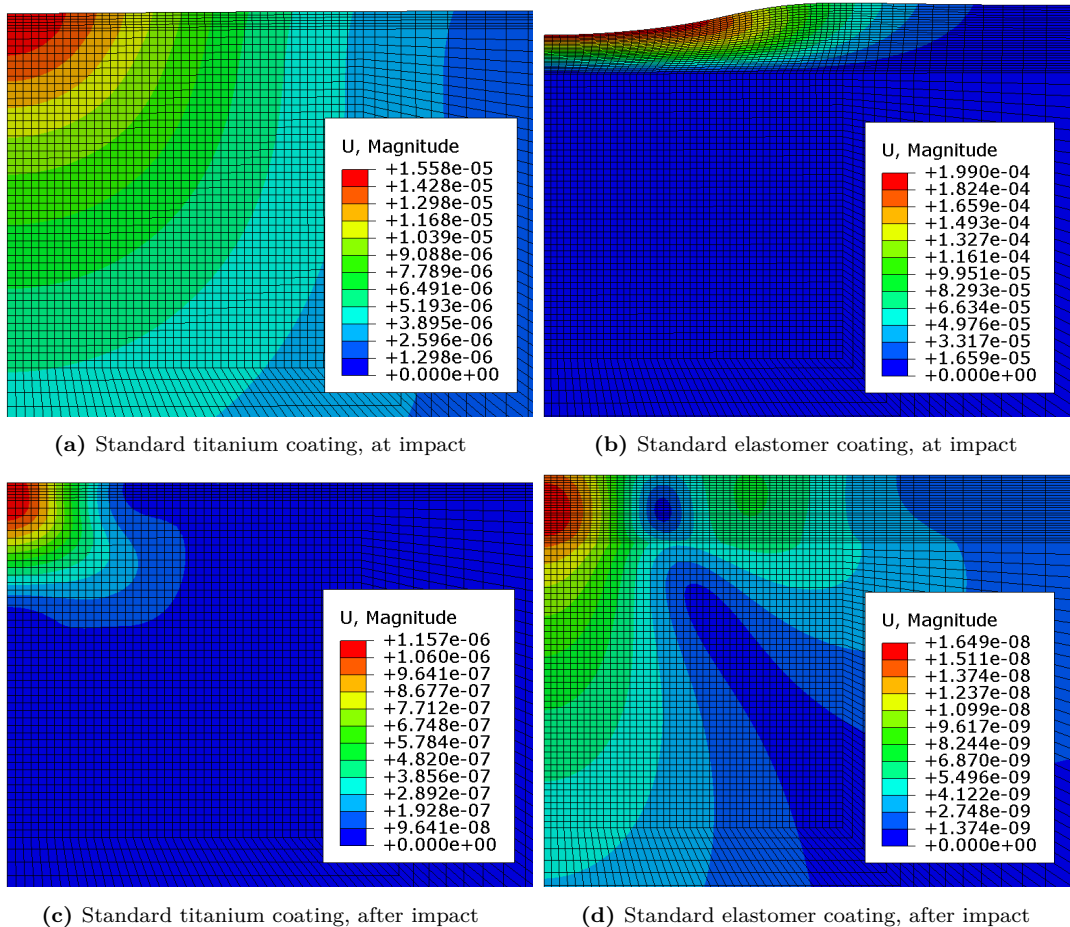 U, Magnitude
+1.558e-05
+1.428e-05
+1.298e-05
+1.168e-05
+1.039e-05
+9.088e-06
+7.789e-06
+6.491e-06
+5.193e-06
+3.895e-06
+2.596e-06
+1.298e-06
+0.000e+00
U, Magnitude
+1.990e-04
+1.824e-04
+1.659e-04
+1.493e-04
+1.327e-04
+1.161e-04
+9.951e-05
+8.293e-05
+6.634e-05
+4.976e-05
+3.317e-05
+1.659e-05
+0.000e+00
(a) Standard titanium coating, at impact
(b) Standard elastomer coating, at impact
U, Magnitude
+1.157e-06
+1.060e-06
+9.641e-07
+8.677e-07
+7.712e-07
+6.748e-07
+5.784e-07
+4.820e-07
+3.856e-07
+2.892e-07
+1.928e-07
+9.641e-08
+0.000e+00
U, Magnitude
+1.649e-08
+1.511e-08
+1.374e-08
+1.237e-08
+1.099e-08
+9.617e-09
+8.244e-09
+6.870e-09
+5.496e-09
+4.122e-09
+2.748e-09
+1.374e-09
+0.000e+00
(c) Standard titanium coating, after impact
(d) Standard elastomer coating, after impact